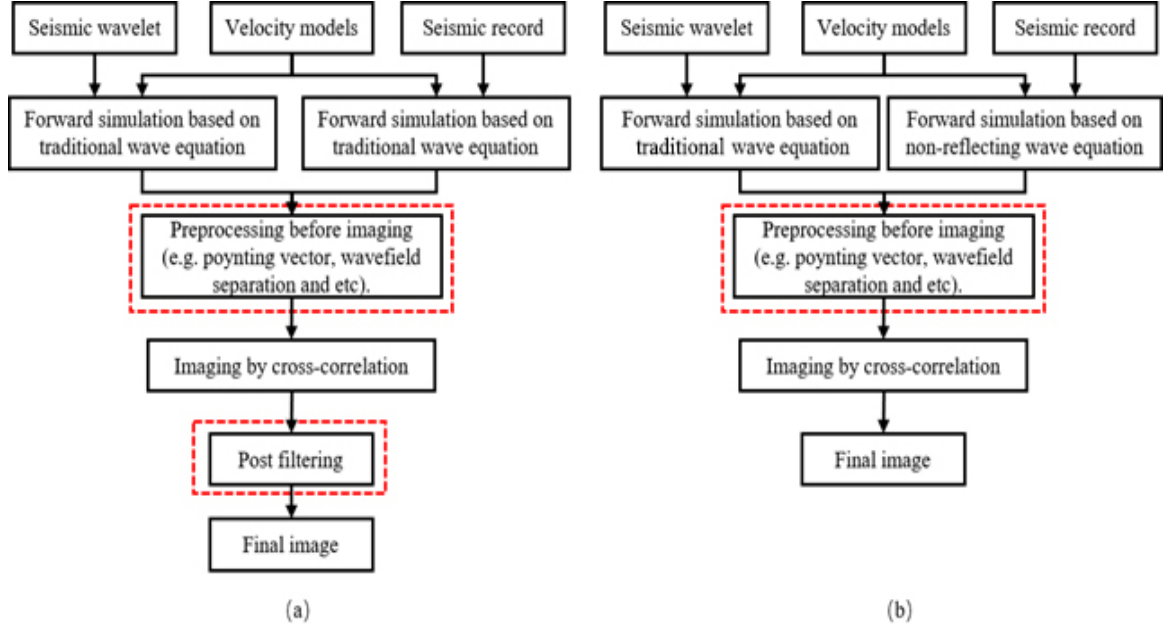 Seismic wavelet
Velocity models
Seismic record
Forward simulation based on
traditional wave equation
Forward simulation based on
traditional wave equation
Preprocessing before imaging
(e.g. poynting vector, wavefield
separation and etc).
Imaging by cross-correlation
Post filtering
Final image
(a)
Seismic wavelet
Velocity models
Seismic record
Forward simulation based on
traditional wave equation
Forward simulation based on
non-reflecting wave equation
Preprocessing before imaging
(e.g. poynting vector, wavefield
separation and etc).
Imaging by cross-correlation
Final image
(b)